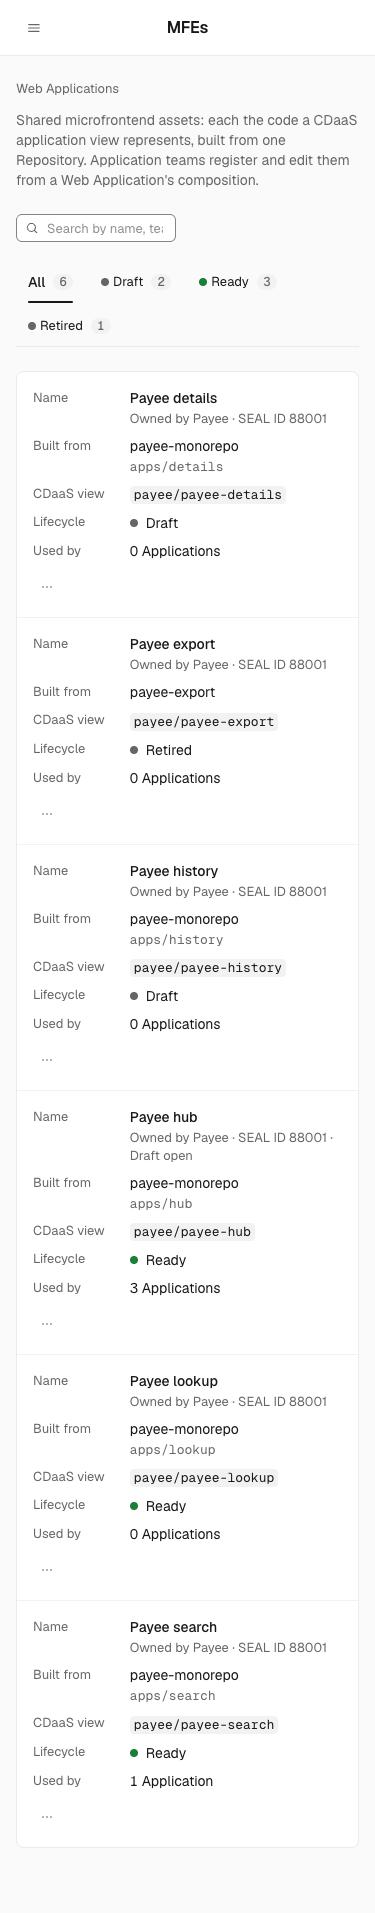 MFEs
Web Applications
Shared microfrontend assets: each the code a CDaaS
application view represents, built from one
Repository. Application teams register and edit them
from a Web Application's composition.
Search by name, tea
All 6 Draft 2 Ready 3
Retired 1
Name Payee details
Owned by Payee · SEAL ID 88001
Built from payee-monorepo
apps/details
CDaaS view payee/payee-details
Lifecycle Draft
Used by 0 Applications
...
Name Payee export
Owned by Payee · SEAL ID 88001
Built from payee-export
CDaaS view payee/payee-export
Lifecycle Retired
Used by 0 Applications
...
Name Payee history
Owned by Payee · SEAL ID 88001
Built from payee-monorepo
apps/history
CDaaS view payee/payee-history
Lifecycle Draft
Used by 0 Applications
...
Name Payee hub
Owned by Payee · SEAL ID 88001 ·
Draft open
Built from payee-monorepo
apps/hub
CDaaS view payee/payee-hub
Lifecycle Ready
Used by 3 Applications
...
Name Payee lookup
Owned by Payee · SEAL ID 88001
Built from payee-monorepo
apps/lookup
CDaaS view payee/payee-lookup
Lifecycle Ready
Used by 0 Applications
...
Name Payee search
Owned by Payee · SEAL ID 88001
Built from payee-monorepo
apps/search
CDaaS view payee/payee-search
Lifecycle Ready
Used by 1 Application
...